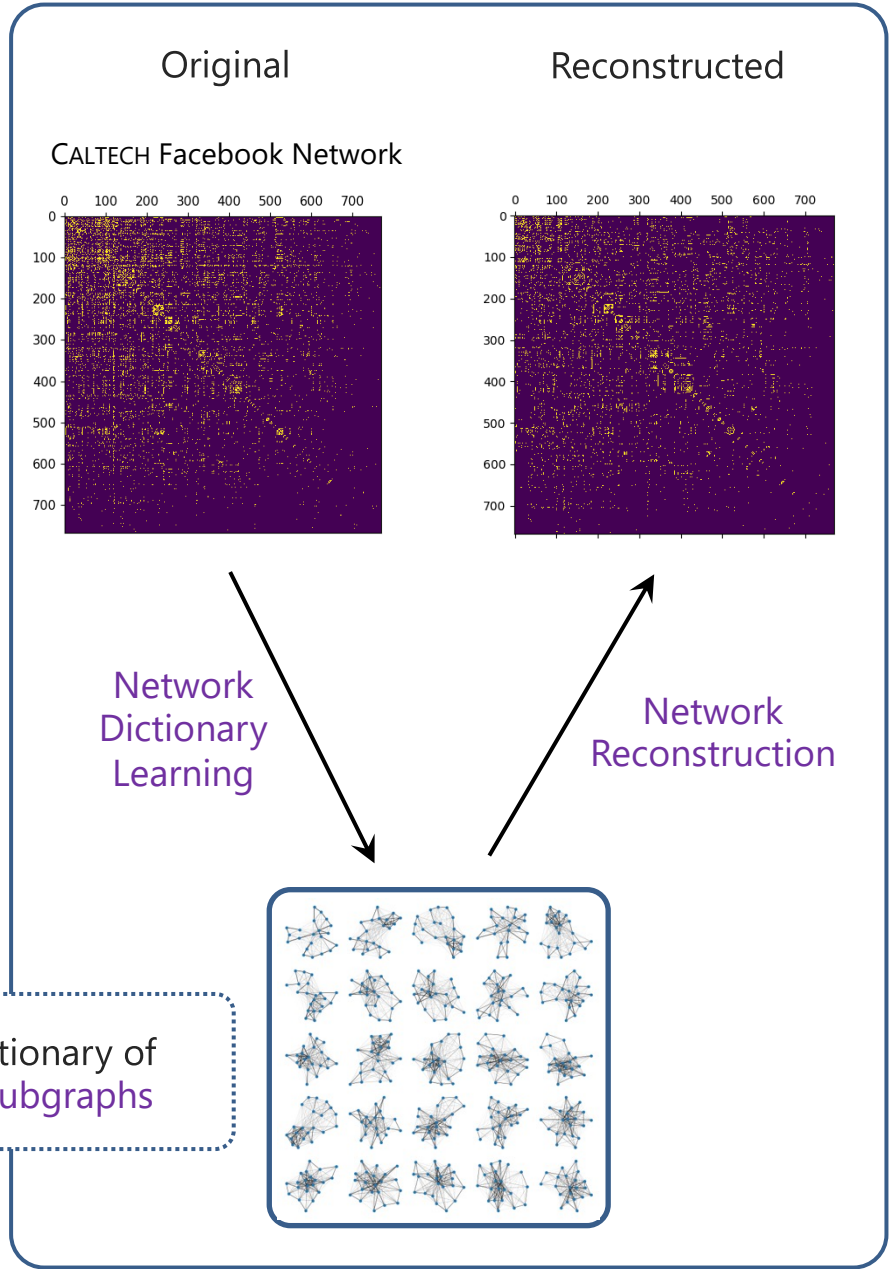 Original
Reconstructed
CALTECH Facebook Network
0 100 200 300 400 500 600 700
0
100
200
300
400
500
600
700
0 100 200 300 400 500 600 700
0
100
200
300
400
500
600
700
Network
Dictionary
Learning
Network
Reconstruction
tionary of
ubgraphs